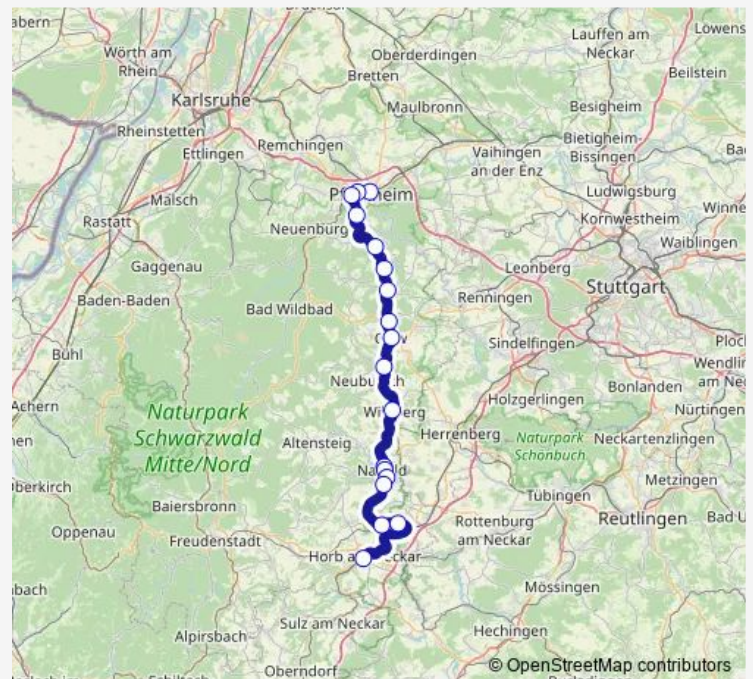 Lauffen am
Neckar
Löwens
Wörth am
Rhein
Oberderdingen
Bretten
Beilstein
Karlsruhe
Maulbronn
Besigheim
Rheinstetten
Remchingen
Vaihingen
an der Enz
Bietigheim
Bissingen
Ettlingen
Ludwigsburg
Malsch
Kornwestheim
Winne
Rastatt
Neuenburg
Waiblingen
Gaggenau
Leonberg
Stuttgart
Baden-Baden
Bad Wildbad
Renningen
Bühl
Sindelfingen
Ploch
Wendlin
am Ne
Achern
Holzgerlingen
Bonlanden
Nürtingen
Naturpark
Schwarzwald
Mitte/Nord
Altensteig
Herrenberg
Naturpark
Schönbuch
Neckartenzlingen
Metzingen
Baiersbronn
Tübingen
Oppenau
Freudenstadt
Rottenburg
am Neckar
Reutlingen
Bad U
Mössingen
Sulz am Neckar
Hechingen
Alpirsbach
Oberndorf
© OpenStreetMap contributors